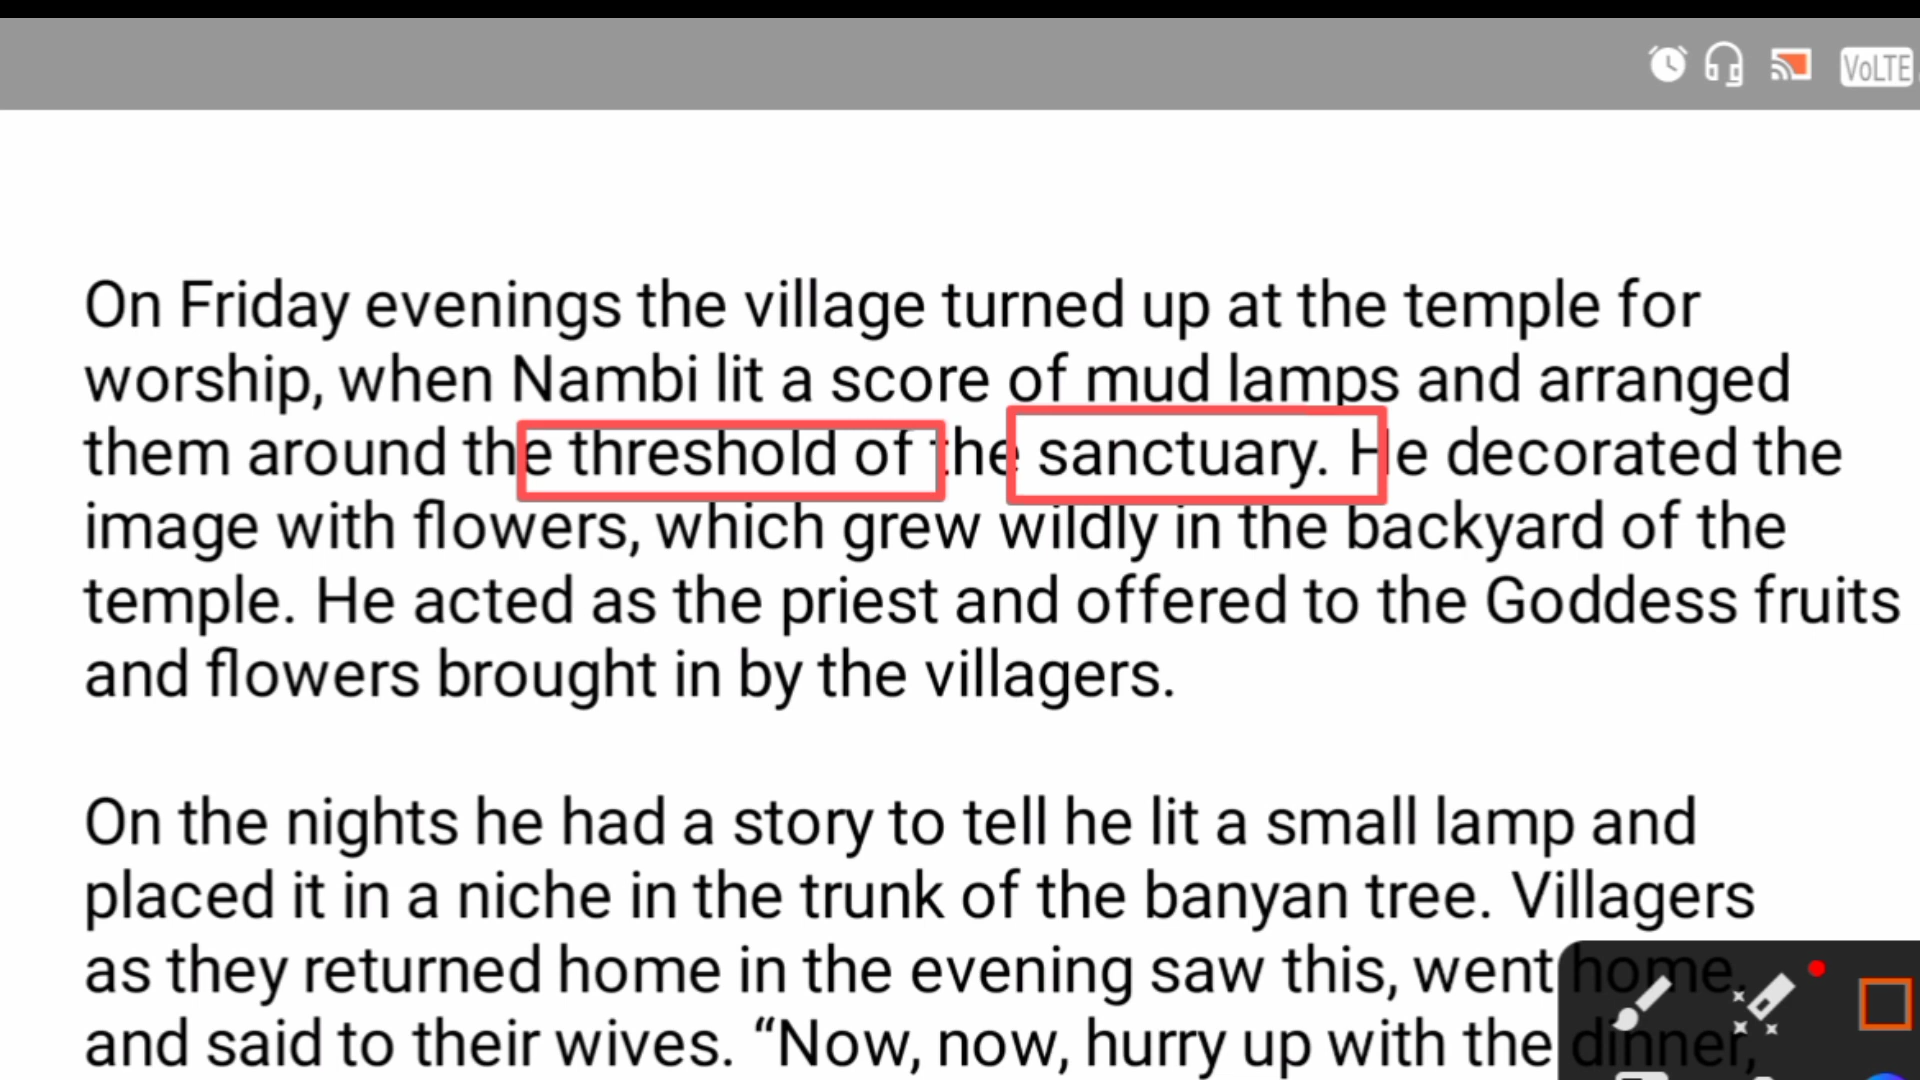 VoLTE
On Friday evenings the village turned up at the temple for
worship, when Nambi lit a score of mud lamps and arranged
them around the threshold of the sanctuary. He decorated the
image with flowers, which grew wildly in the backyard of the
temple. He acted as the priest and offered to the Goddess fruits
and flowers brought in by the villagers.
On the nights he had a story to tell he lit a small lamp and
placed it in a niche in the trunk of the banyan tree. Villagers
as they returned home in the evening saw this, went home,
and said to their wives. “Now, now, hurry up with the dinner,